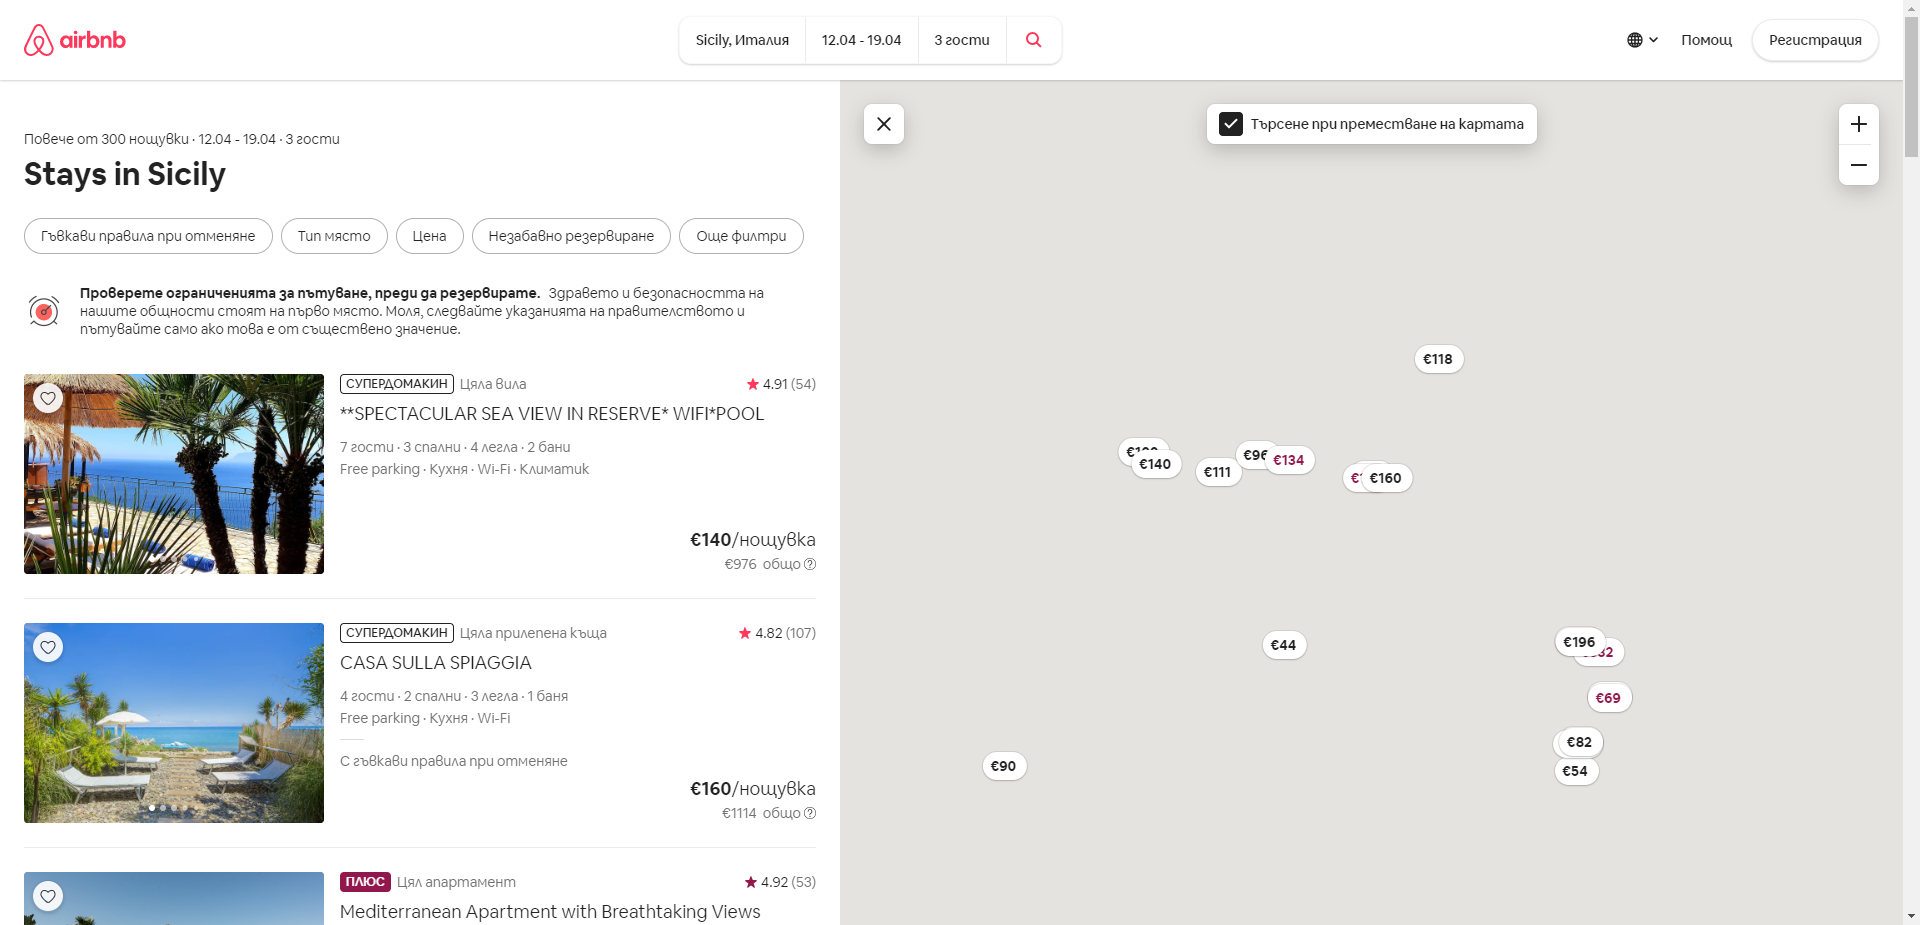 airbnb
Sicily, Италия
12.04 - 19.04
3 гости
Помощ
Регистрация
Повече от 300 нощувки · 12.04 - 19.04 · 3 гости
Stays in Sicily
Гъвкави правила при отменяне
Тип място
Цена
Незабавно резервиране
Още филтри
Проверете ограниченията за пътуване, преди да резервирате. Здравето и безопасността на
нашите общности стоят на първо място. Моля, следвайте указанията на правителството и
пътувайте само ако това е от съществено значение.
СУПЕРДОМАКИН Цяла вила
4.91 (54)
**SPECTACULAR SEA VIEW IN RESERVE* WIFI*POOL
7 гости · 3 спални · 4 легла · 2 бани
Free parking · Кухня · Wi-Fi · Климатик
€140/нощувка
€976 общо
СУПЕРДОМАКИН Цяла прилепена къща
4.82 (107)
CASA SULLA SPIAGGIA
4 гости · 2 спални · 3 легла · 1 баня
Free parking · Кухня · Wi-Fi
С гъвкави правила при отменяне
€160/нощувка
€1114 общо
ПЛЮС Цял апартамент
4.92 (53)
Mediterranean Apartment with Breathtaking Views
Търсене при преместване на картата
€118
€140
€111
€96
€134
€160
€44
€196
€69
€82
€54
€90